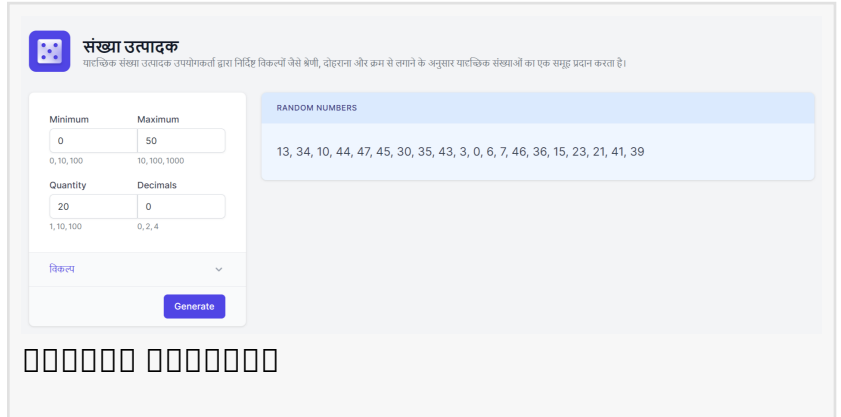 संख्या उत्पादक
यादृच्छिक संख्या उत्पादक उपयोगकर्ता द्वारा निर्दिष्ट विकल्पों जैसे श्रेणी, दोहराना और क्रम से लगाने के अनुसार यादृच्छिक संख्याओं का एक समूह प्रदान करता है।
Minimum Maximum
0 50
0, 10, 100 10, 100, 1000
Quantity Decimals
20 0
1, 10, 100 0, 2, 4
विकल्प
Generate
RANDOM NUMBERS
13, 34, 10, 44, 47, 45, 30, 35, 43, 3, 0, 6, 7, 46, 36, 15, 23, 21, 41, 39